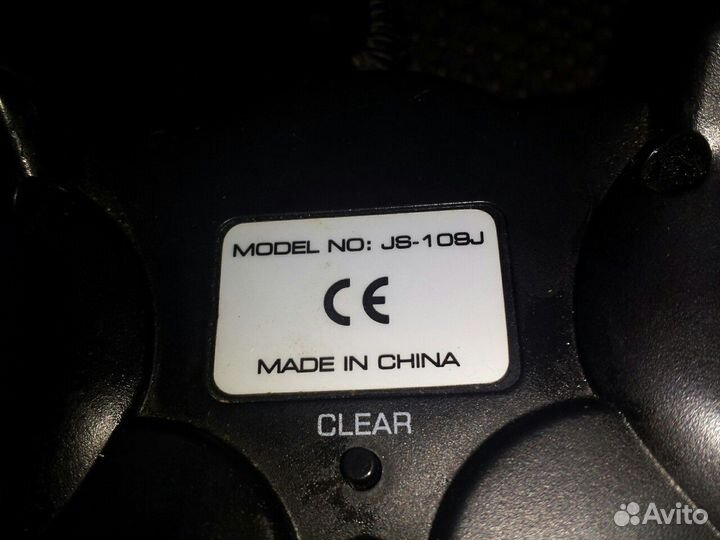 MODEL NO: JS-109J
CE
MADE IN CHINA
CLEAR
Avito